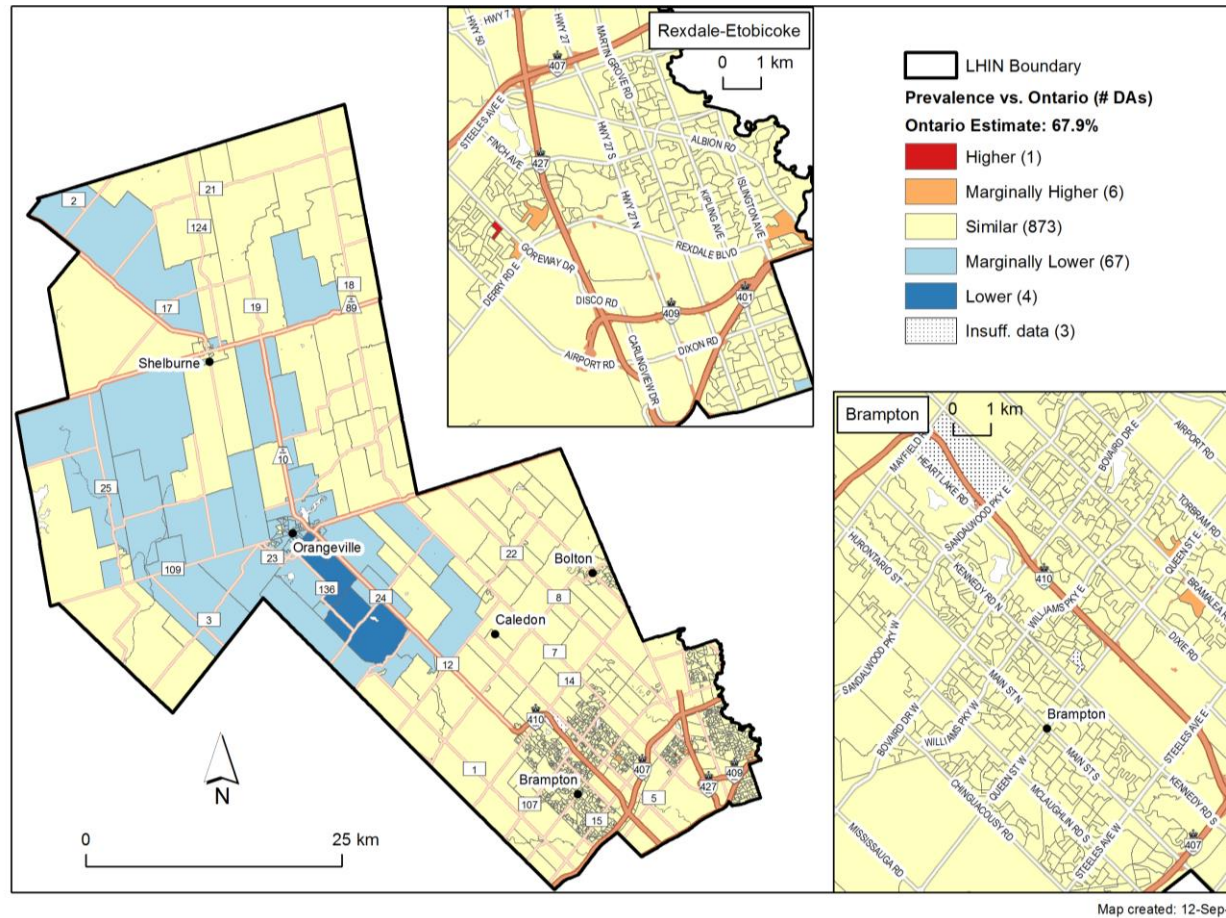 Rexdale-Etobicoke
0 1 km
HWY 7
HWY 50
HWY 27
MARTIN GROVE RD
407
STEELES AVE E
FINCH AVE
ALBION RD
427
HWY 27 S
KIPLING AVE
ISLINGTON AVE
HWY 27 N
GOREWAY DR
REXDALE BLVD
DERRY RD E
DISCO RD
409
401
AIRPORT RD
CARLINGVIEW DR
DIXON RD
LHIN Boundary
Prevalence vs. Ontario (# DAs)
Ontario Estimate: 67.9%
Higher (1)
Marginally Higher (6)
Similar (873)
Marginally Lower (67)
Lower (4)
Insuff. data (3)
2
21
124
17
19
18
89
Shelburne
10
25
Orangeville
23
109
136
24
3
22
Bolton
8
Caledon
7
12
14
410
1
407
427
409
Brampton
107
5
15
N
0 25 km
Brampton
0 1 km
MAYFIELD
HEART LAKE RD
BOVAIRD DR E
AIRPORT RD
SANDALWOOD PKY E
TORBRAM RD
HURONTARIO ST
KENNEDY RD N
QUEEN ST E
410
WILLIAMS PKY E
BRAMALEA
DIXIE RD
SANDALWOOD PKY W
MAIN ST N
Brampton
BOVAIRD DR W
WILLIAMS PKY W
MAIN ST S
STEELES AVE E
QUEEN ST W
KENNEDY RD S
CHINGUACOUSY RD
MCLAUGHLIN RD S
STEELES AVE W
407
MISSISSAUGA RD
Map created: 12-Sep-